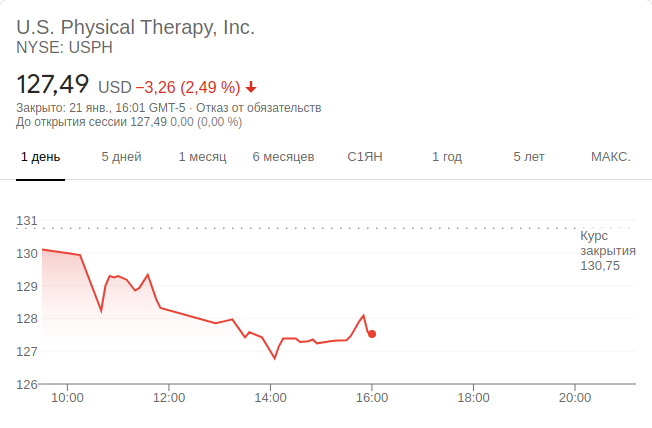 U.S. Physical Therapy, Inc.
NYSE: USPH
127,49 USD −3,26 (2,49 %)
Закрыто: 21 янв., 16:01 GMT-5 · Отказ от обязательств
До открытия сессии 127,49 0,00 (0,00 %)
1 день 5 дней 1 месяц 6 месяцев С1ЯН 1 год 5 лет МАКС.
131
Курс
закрытия
130,75
130
129
128
127
126
10:00 12:00 14:00 16:00 18:00 20:00